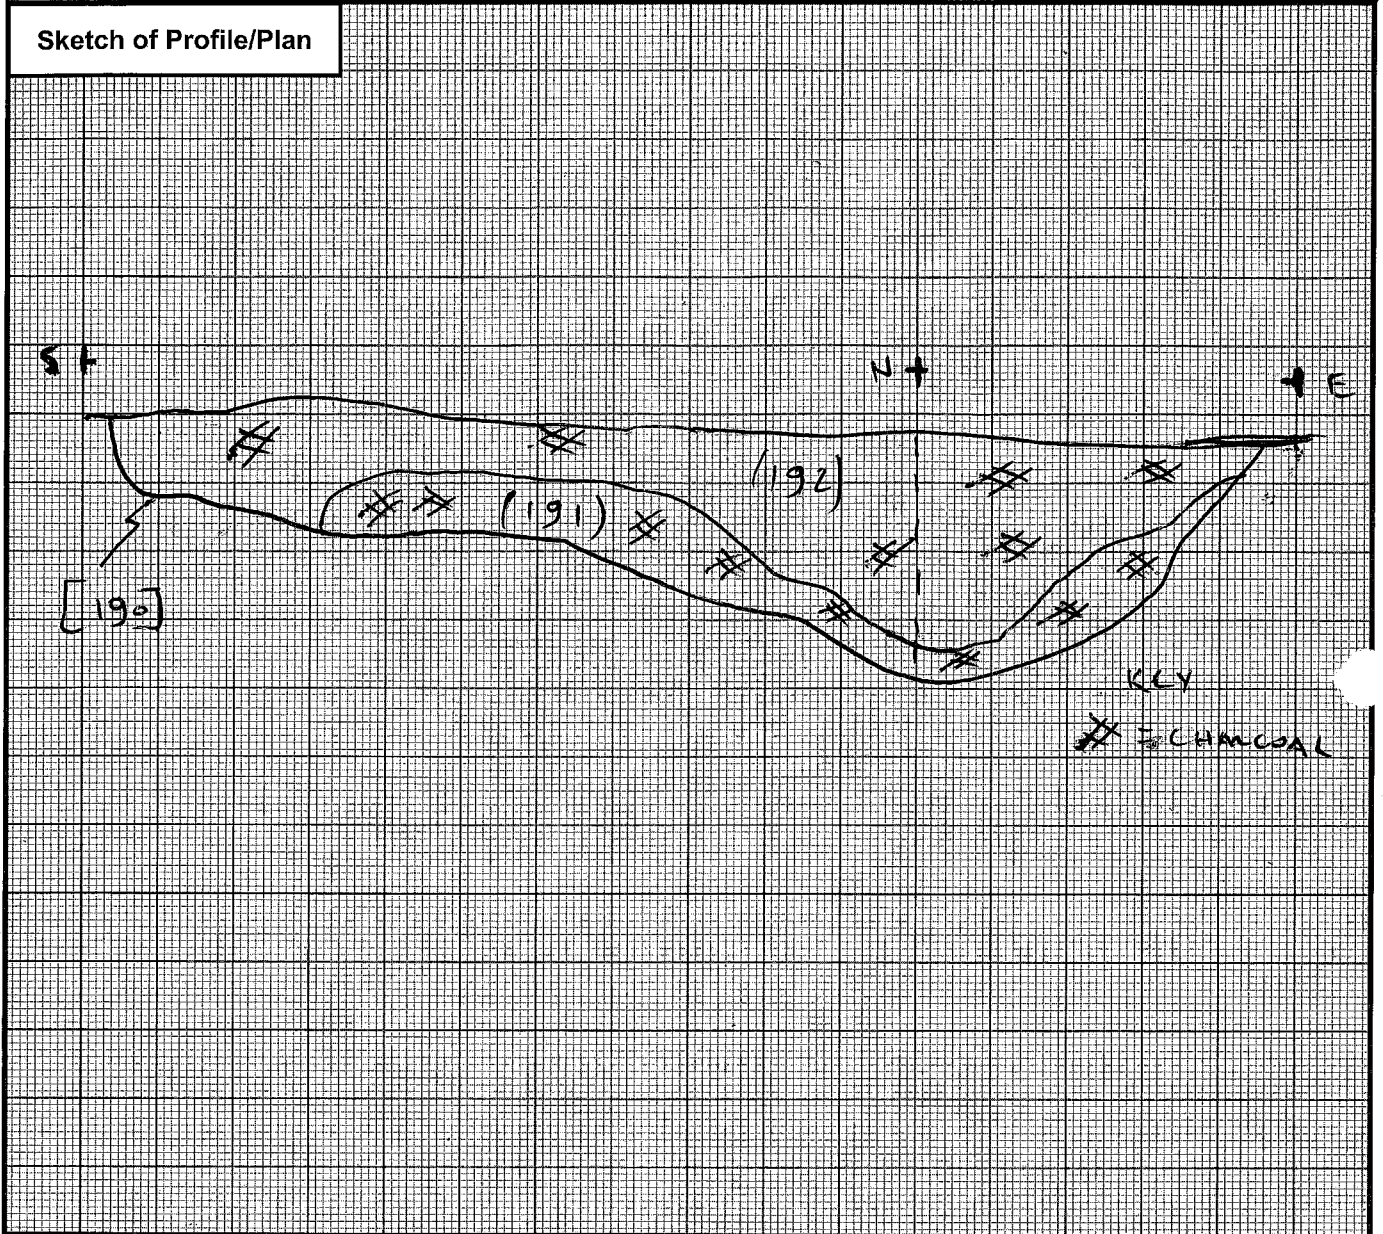 Sketch of Profile/Plan
S
N
E
(192)
(191)
[190]
KEY
= CHARCOAL